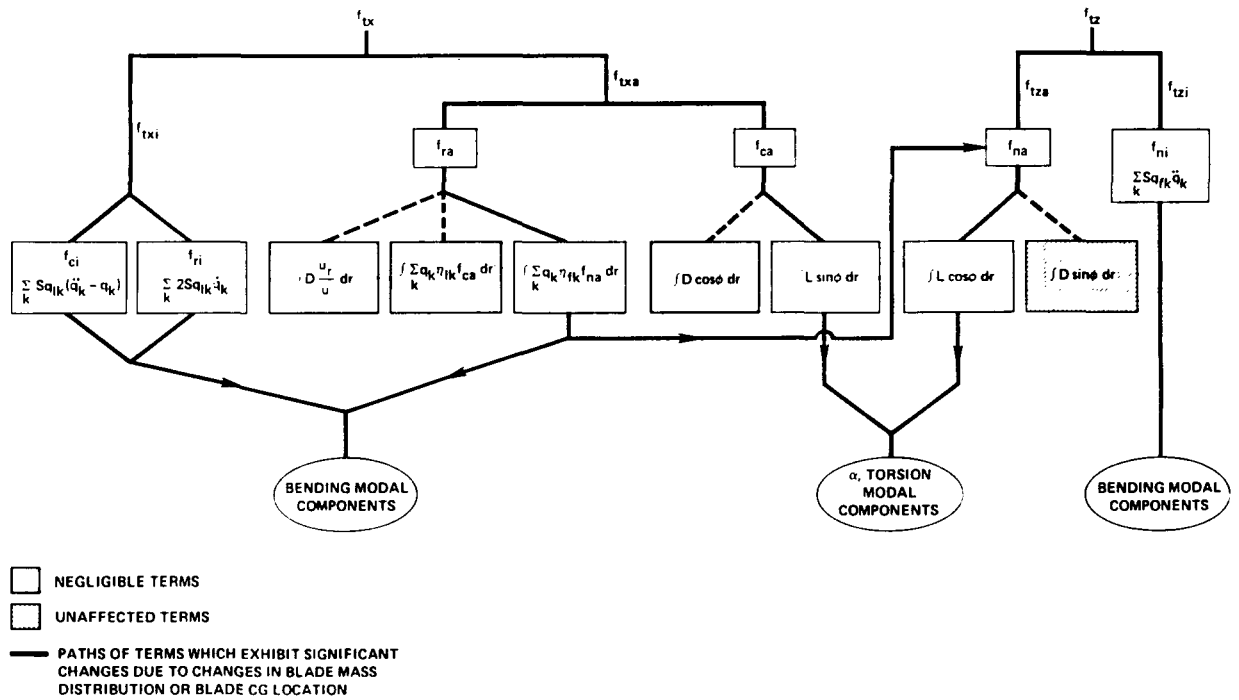 f_tx
f_tz
f_txa
f_tza
f_tzi
f_txi
f_ra
f_ca
f_na
f_ni
Σ_k Sq_fk q̈_k
f_ci
Σ_k Sq_lk(q̈_k − q_k)
f_ri
Σ_k 2Sq_lk q̇_k
D u_r/u dr
∫ Σ_k q_k η_lk f_ca dr
∫ Σ_k q_k η_fk f_na dr
∫ D cosφ dr
L sinφ dr
∫ L cosφ dr
∫ D sinφ dr
BENDING MODAL
COMPONENTS
α, TORSION
MODAL
COMPONENTS
BENDING MODAL
COMPONENTS
NEGLIGIBLE TERMS
UNAFFECTED TERMS
PATHS OF TERMS WHICH EXHIBIT SIGNIFICANT
CHANGES DUE TO CHANGES IN BLADE MASS
DISTRIBUTION OR BLADE CG LOCATION